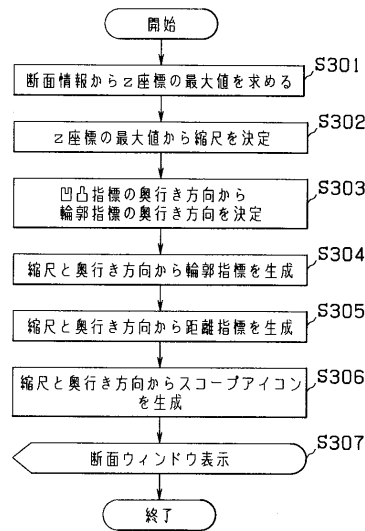 開始
S301
断面情報からz座標の最大値を求める
S302
z座標の最大値から縮尺を決定
S303
凹凸指標の奥行き方向から
輪郭指標の奥行き方向を決定
S304
縮尺と奥行き方向から輪郭指標を生成
S305
縮尺と奥行き方向から距離指標を生成
S306
縮尺と奥行き方向からスコープアイコン
を生成
S307
断面ウィンドウ表示
終了